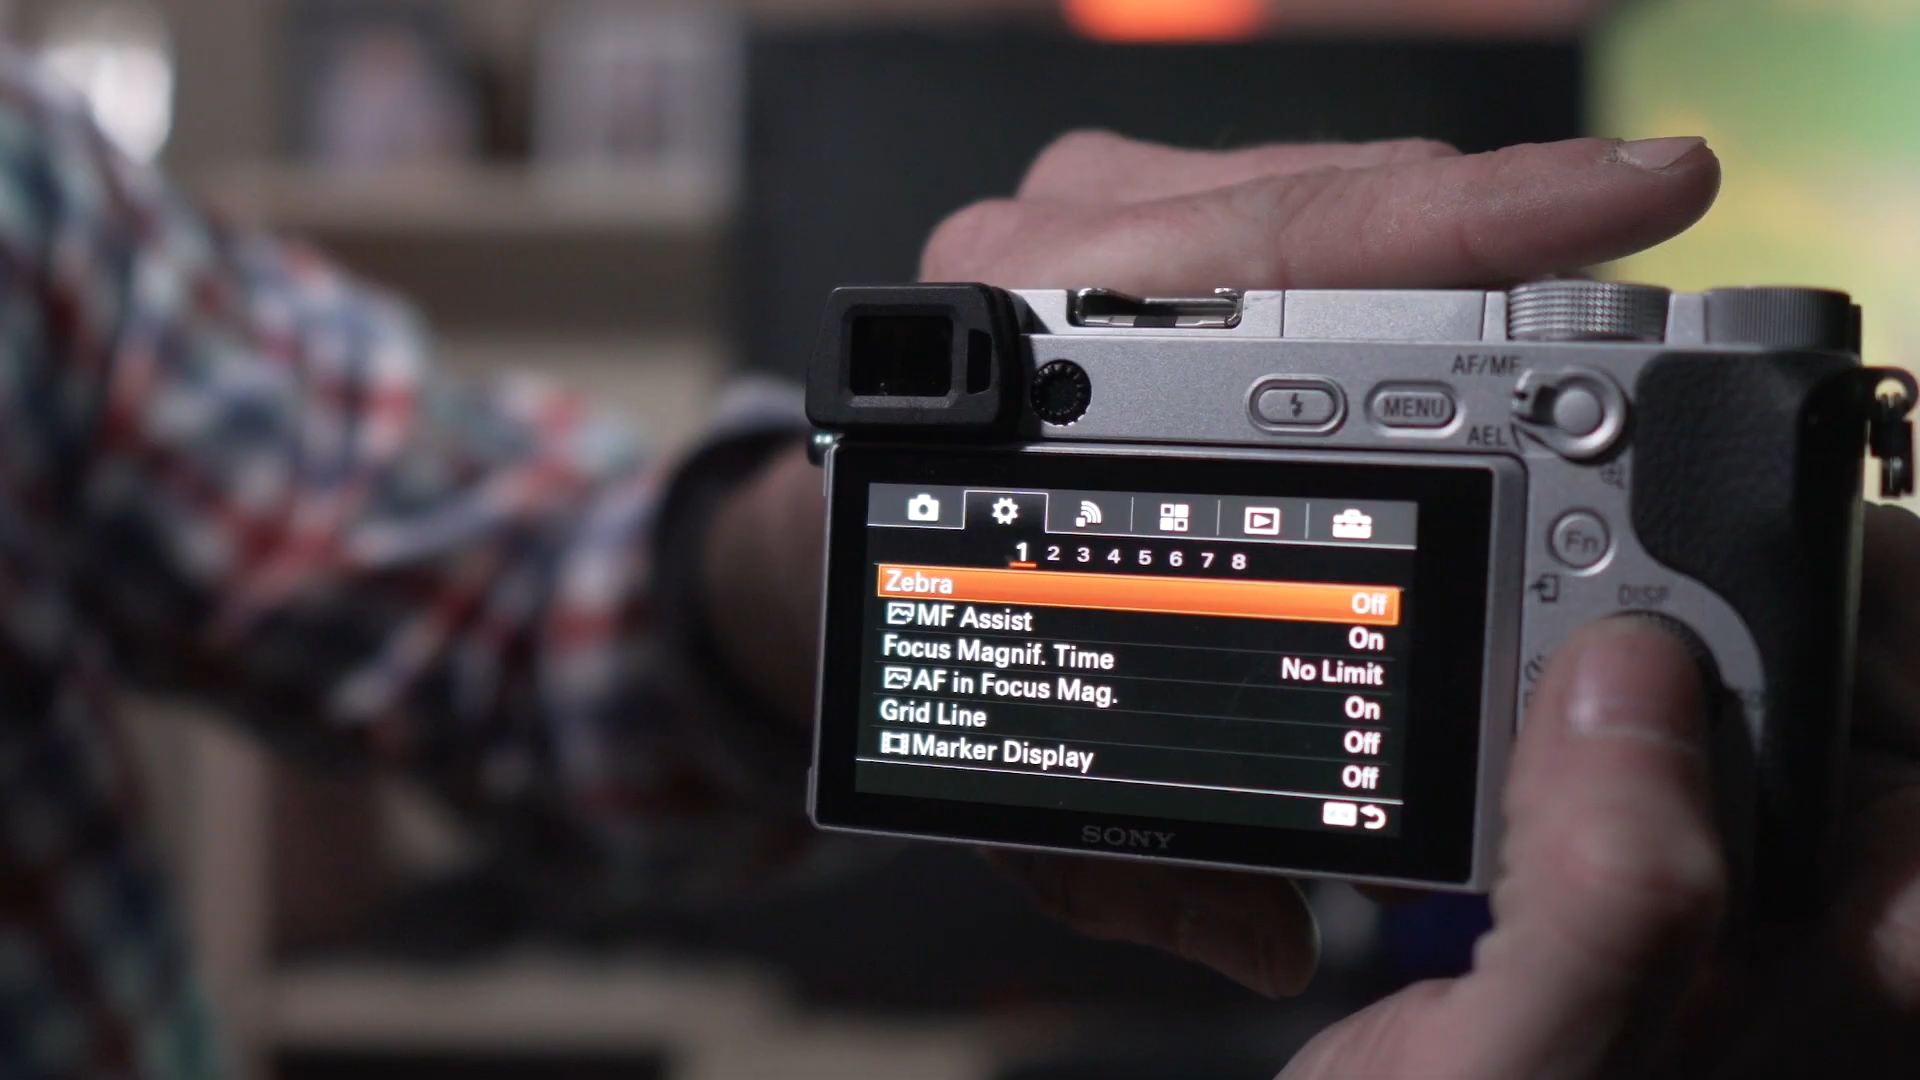 AF/MF
MENU
AEL
Fn
DISP
1 2 3 4 5 6 7 8
Zebra Off
MF Assist On
Focus Magnif. Time No Limit
AF in Focus Mag. On
Grid Line Off
Marker Display Off
SONY